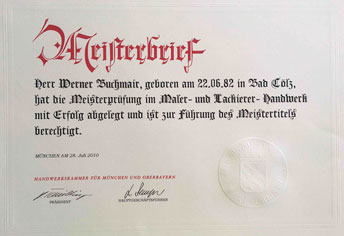 Meisterbrief
Herr Werner Buchmair, geboren am 22.06.82 in Bad Tölz,
hat die Meisterprüfung im Maler- und Lackierer- Handwerk
mit Erfolg abgelegt und ist zur Führung des Meistertitels
berechtigt.
MÜNCHEN AM 28. Juli 2010
HANDWERKSKAMMER FÜR MÜNCHEN UND OBERBAYERN
PRÄSIDENT HAUPTGESCHÄFTSFÜHRER